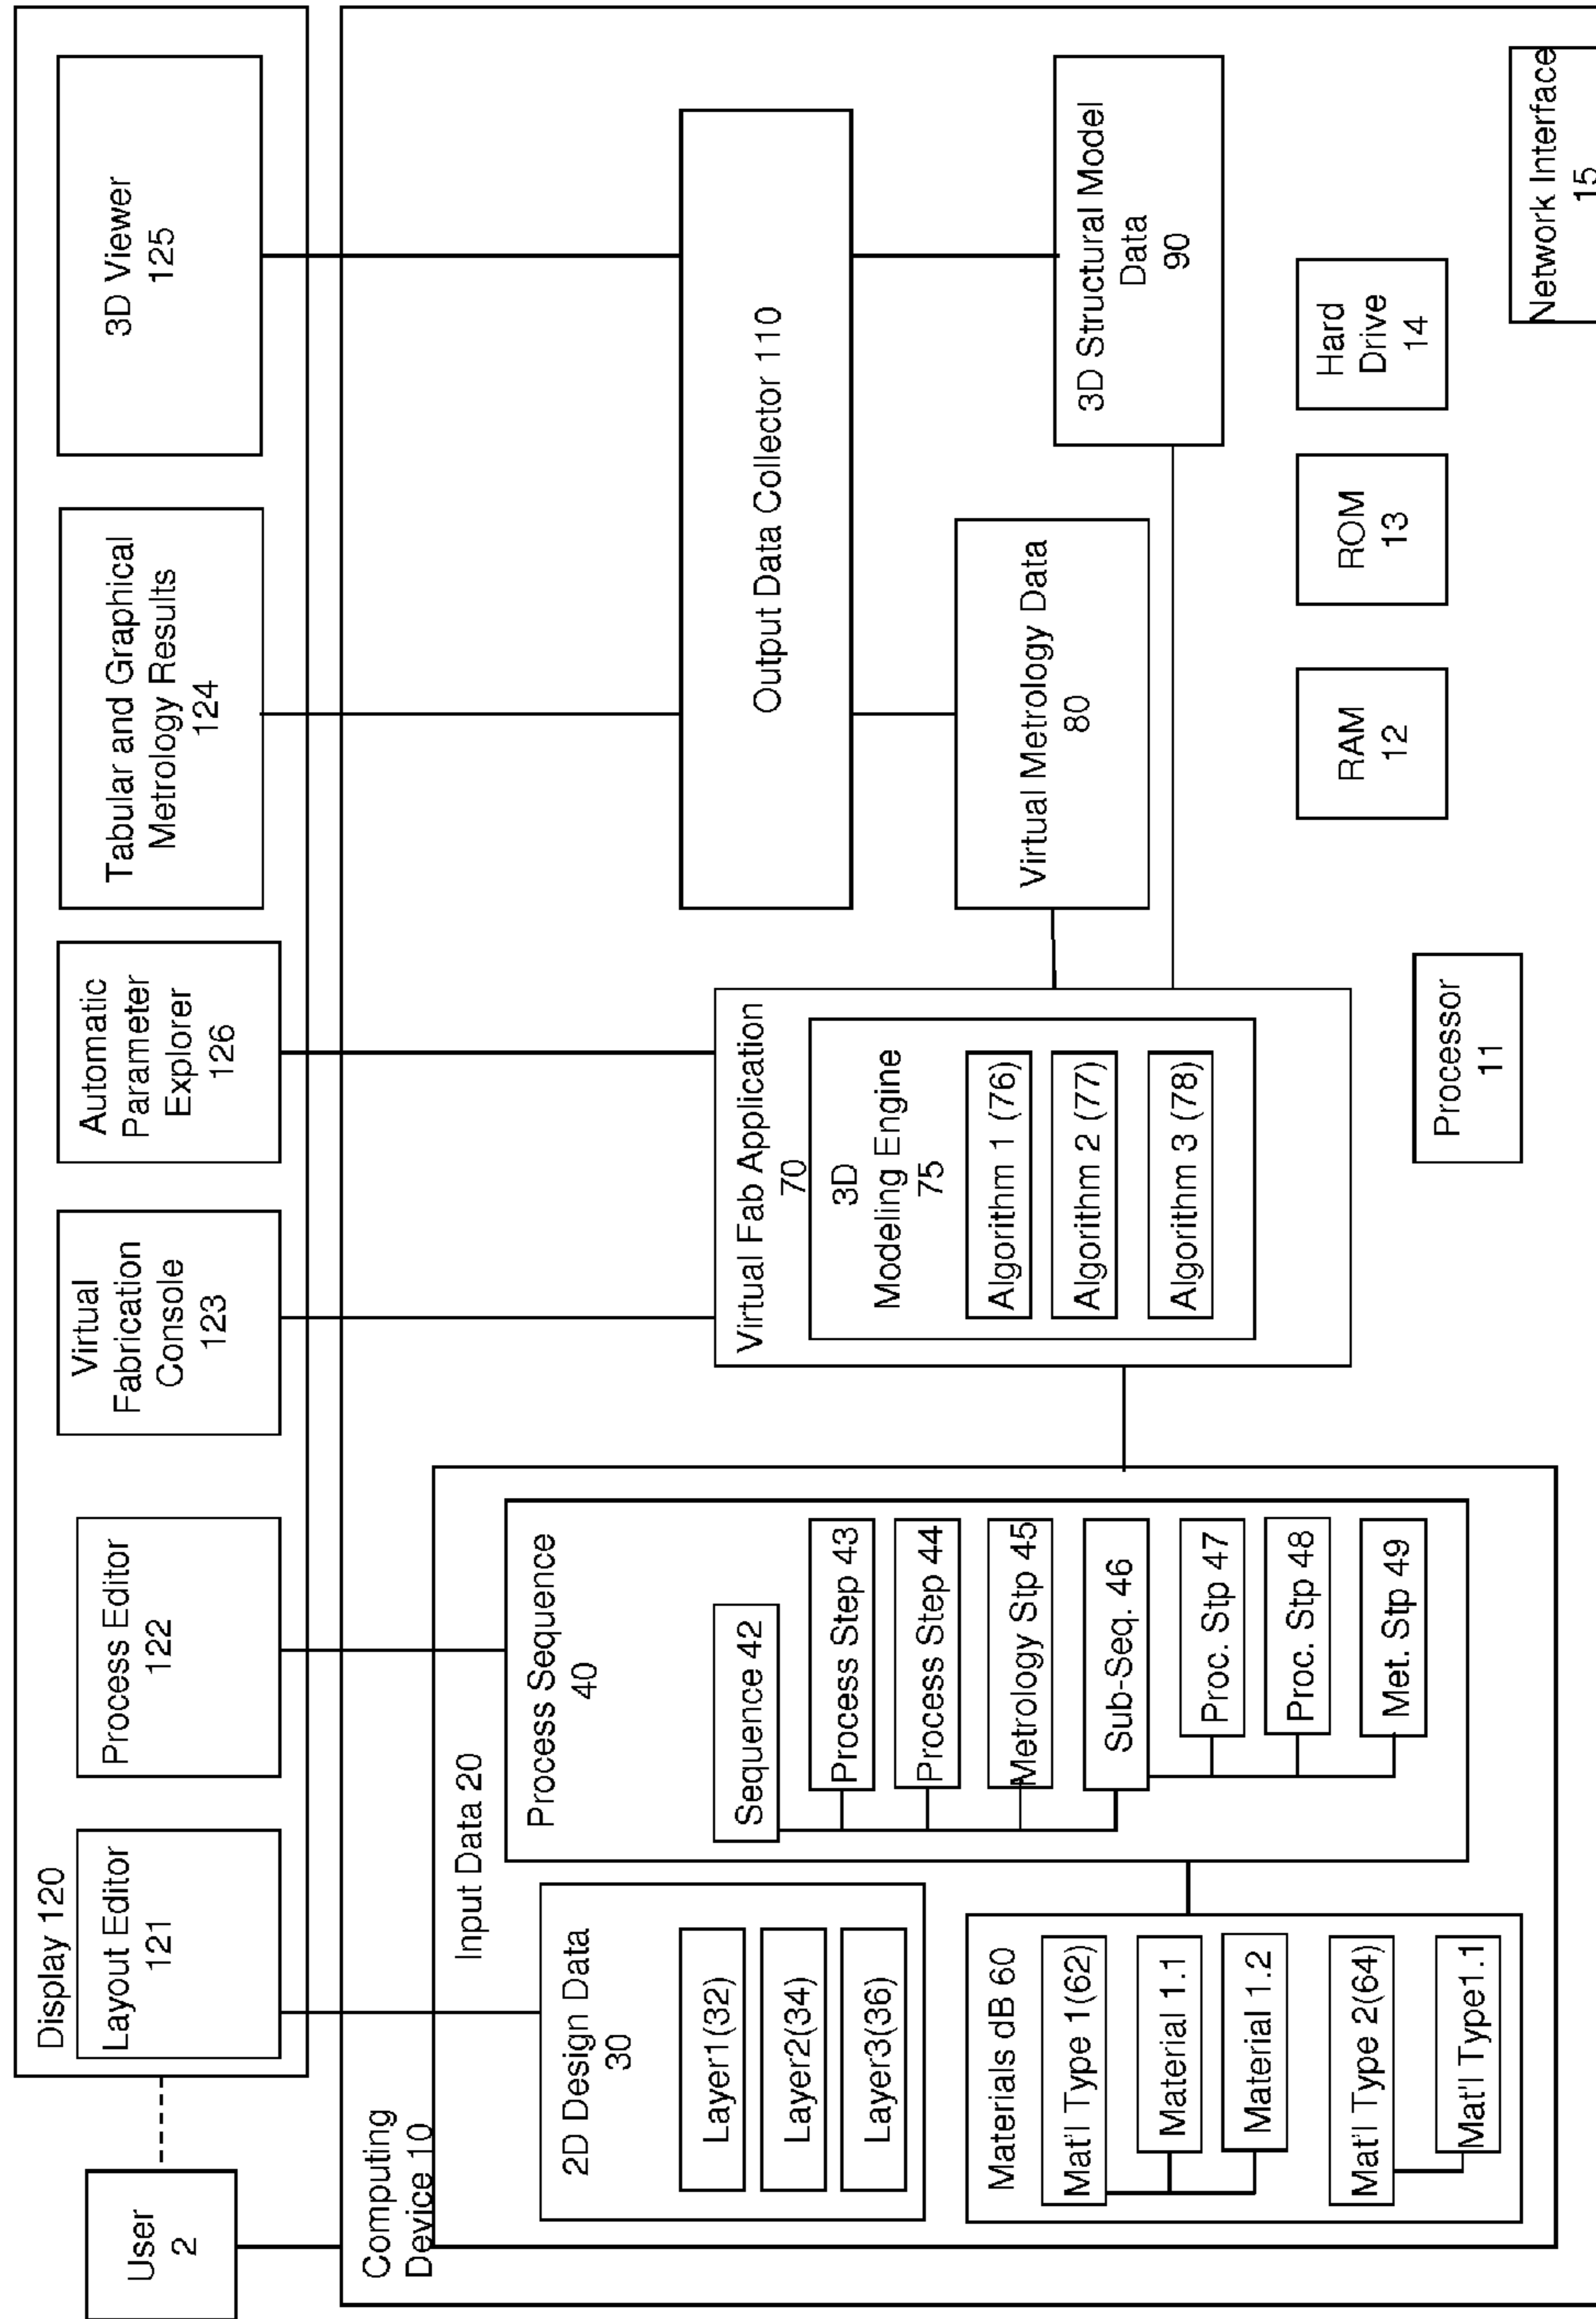 User
2
Display 120
Layout Editor
121
Process Editor
122
Virtual
Fabrication
Console
123
Automatic
Parameter
Explorer
126
Tabular and Graphical
Metrology Results
124
3D Viewer
125
Computing
Device 10
Input Data 20
2D Design Data
30
Layer1(32)
Layer2(34)
Layer3(36)
Process Sequence
40
Sequence 42
Process Step 43
Process Step 44
Metrology Stp 45
Sub-Seq. 46
Proc. Stp 47
Proc. Stp 48
Met. Stp 49
Materials dB 60
Mat'l Type 1(62)
Material 1.1
Material 1.2
Mat'l Type 2(64)
Mat'l Type1.1
Virtual Fab Application
70
3D
Modeling Engine
75
Algorithm 1 (76)
Algorithm 2 (77)
Algorithm 3 (78)
Output Data Collector 110
Virtual Metrology Data
80
3D Structural Model
Data
90
Processor
11
RAM
12
ROM
13
Hard
Drive
14
Network Interface
15